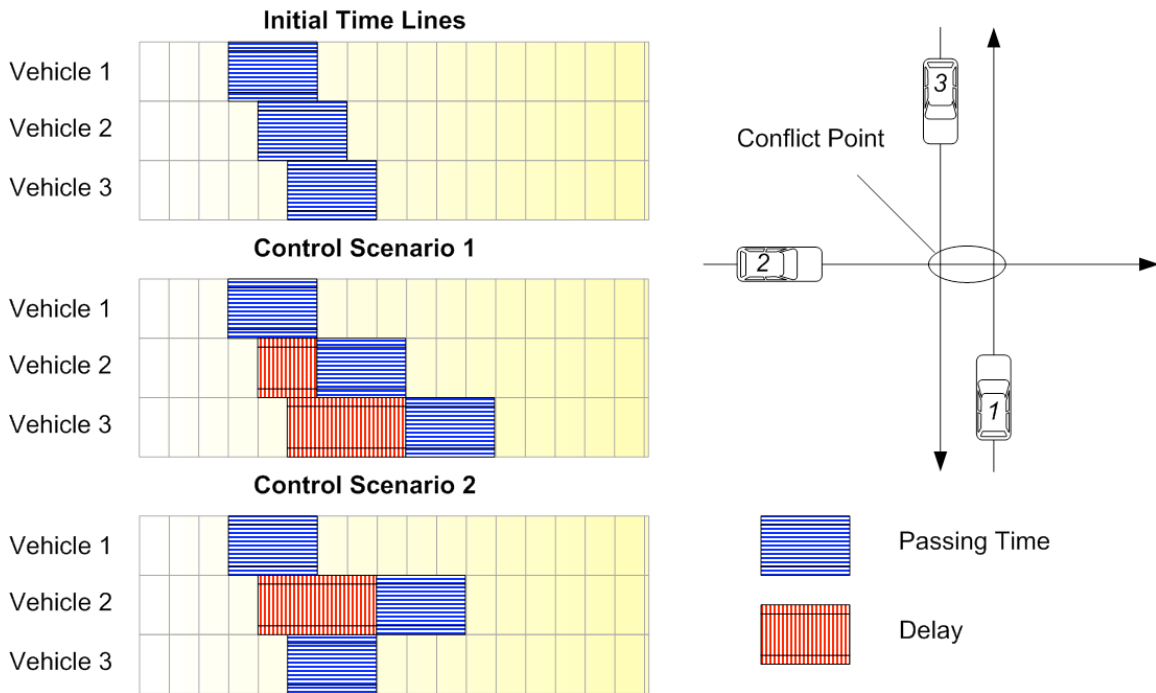 Initial Time Lines
Vehicle 1
Vehicle 2
Vehicle 3
Control Scenario 1
Vehicle 1
Vehicle 2
Vehicle 3
Control Scenario 2
Vehicle 1
Vehicle 2
Vehicle 3
3
Conflict Point
2
1
Passing Time
Delay